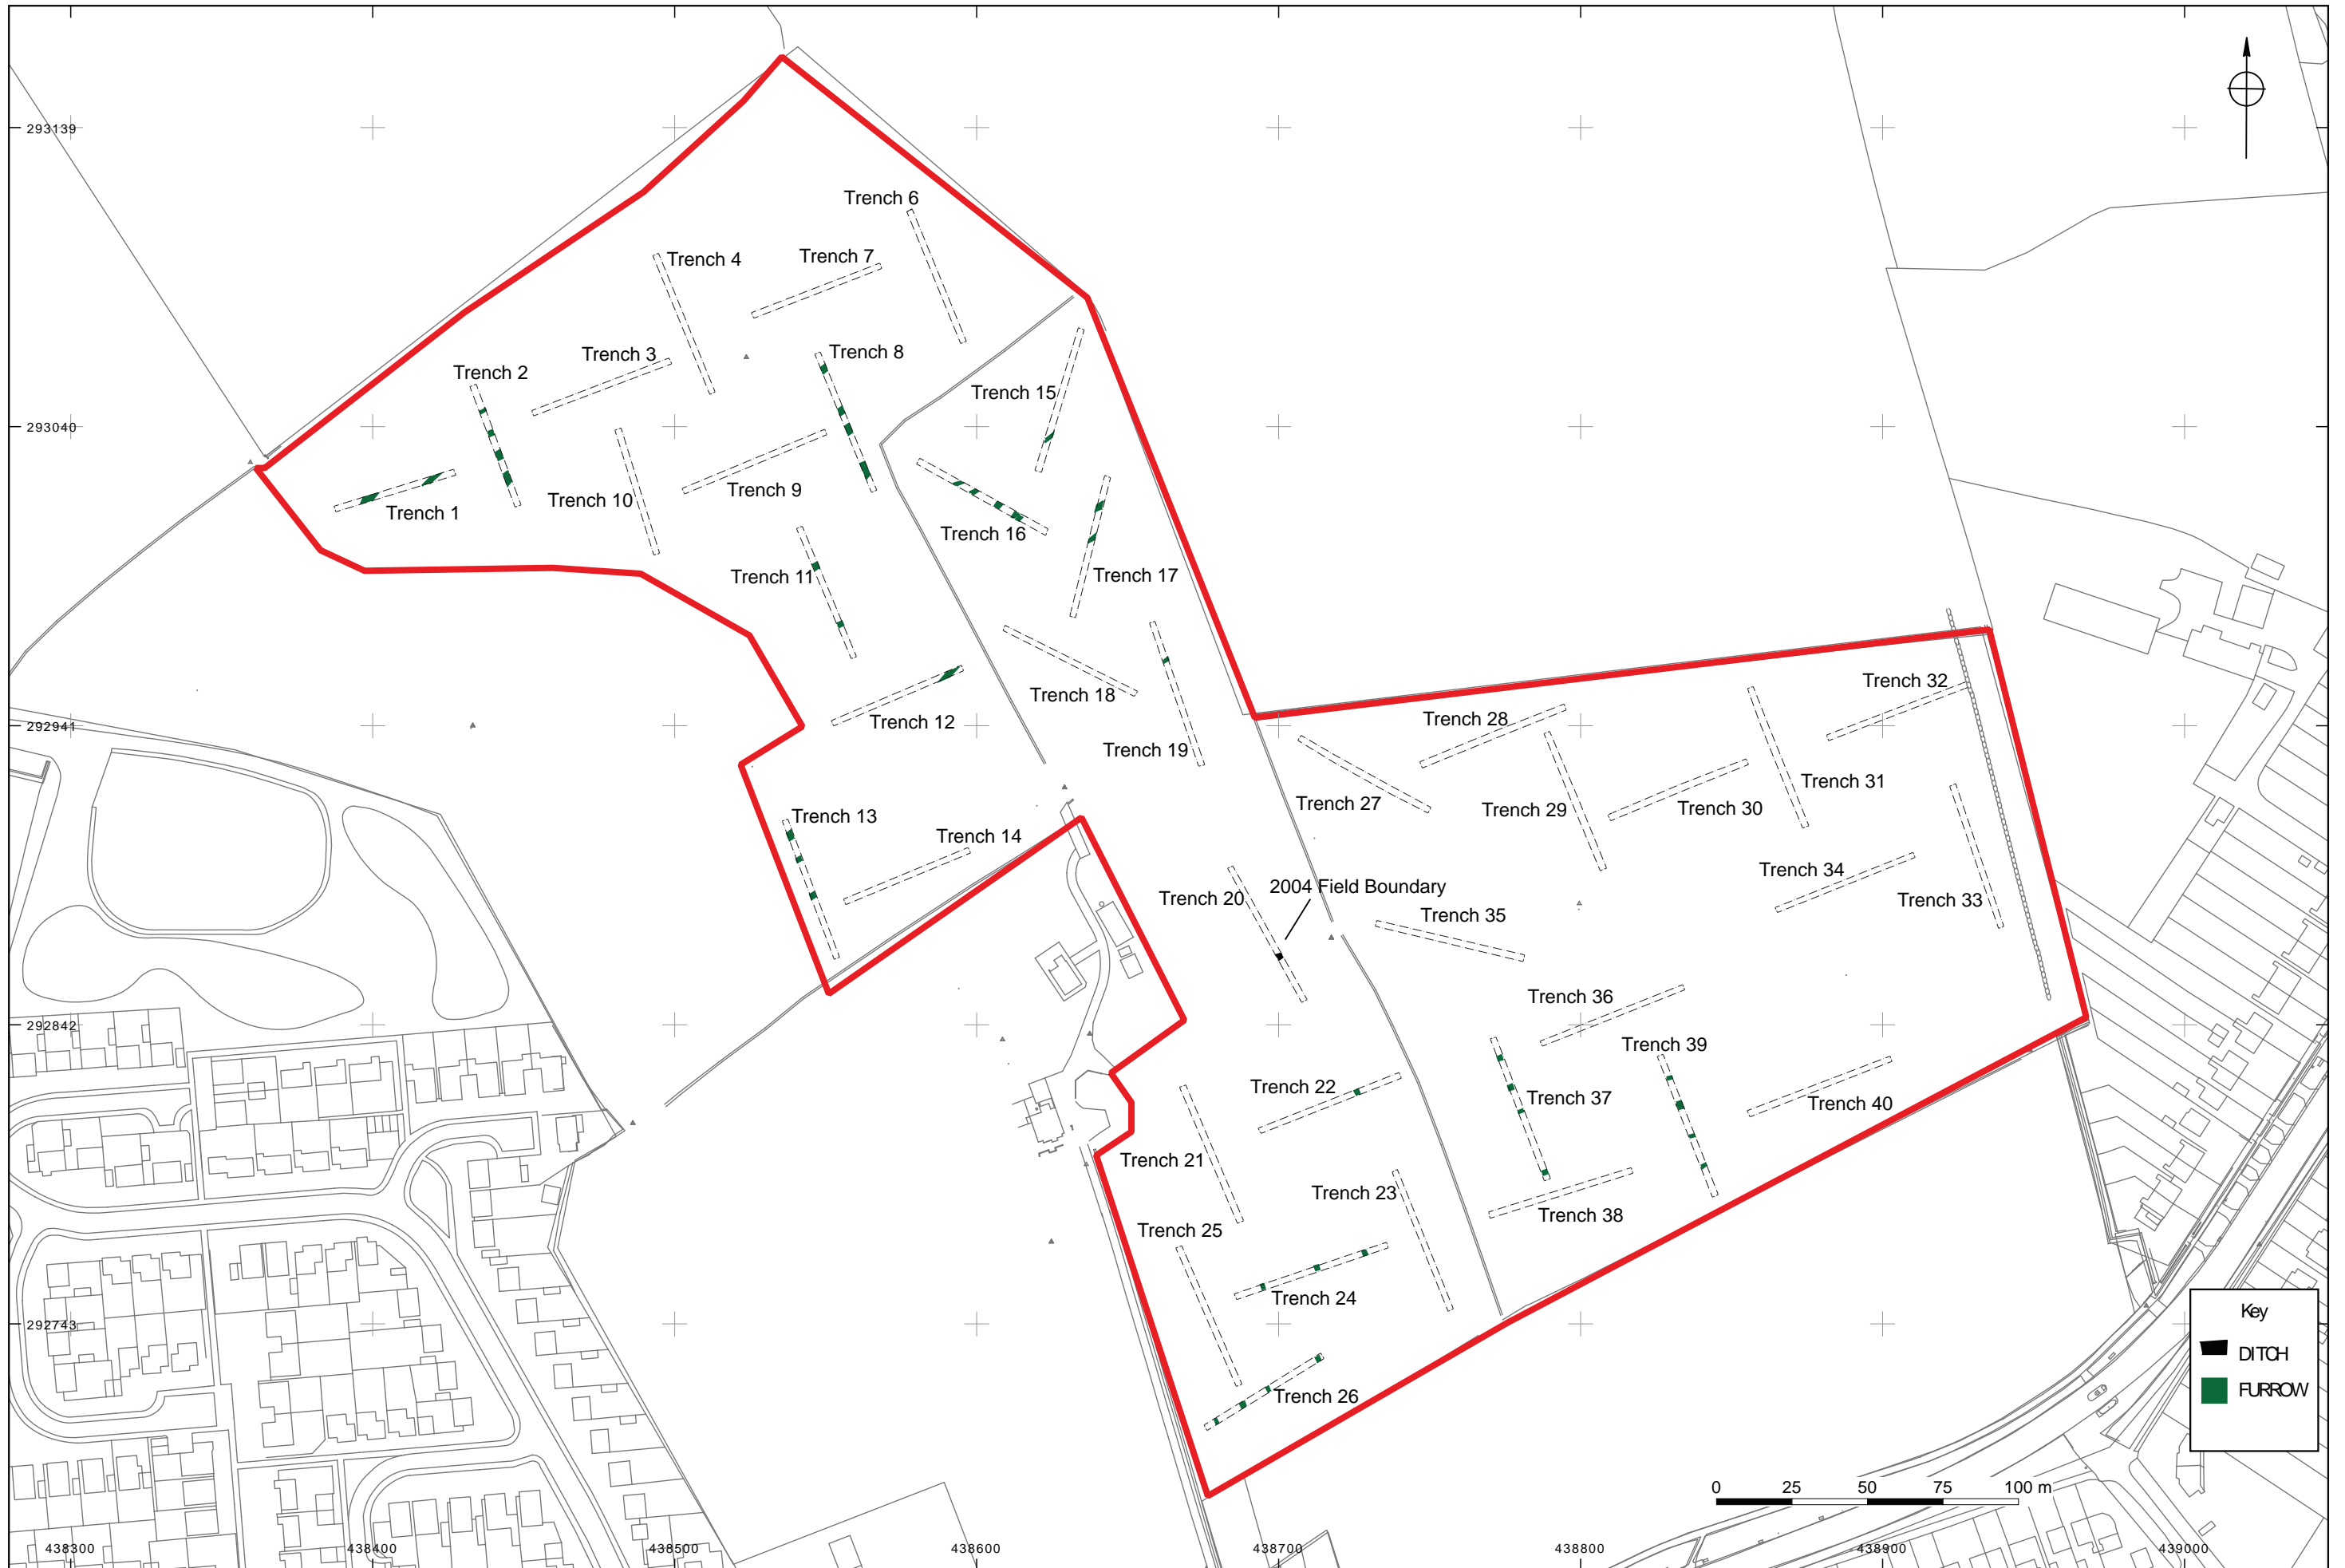 293139
Trench 6
Trench 4
Trench 7
Trench 3
Trench 8
Trench 2
Trench 15
293040
Trench 9
Trench 10
Trench 1
Trench 16
Trench 11
Trench 17
Trench 32
Trench 18
Trench 12
Trench 28
292941
Trench 19
Trench 27
Trench 31
Trench 29
Trench 30
Trench 13
Trench 14
Trench 34
2004 Field Boundary
Trench 20
Trench 33
Trench 35
Trench 36
292842
Trench 39
Trench 22
Trench 37
Trench 40
Trench 21
Trench 23
Trench 38
Trench 25
Trench 24
292743
Key
DITCH
FURROW
Trench 26
0 25 50 75 100 m
438300 438400 438500 438600 438700 438800 438900 439000